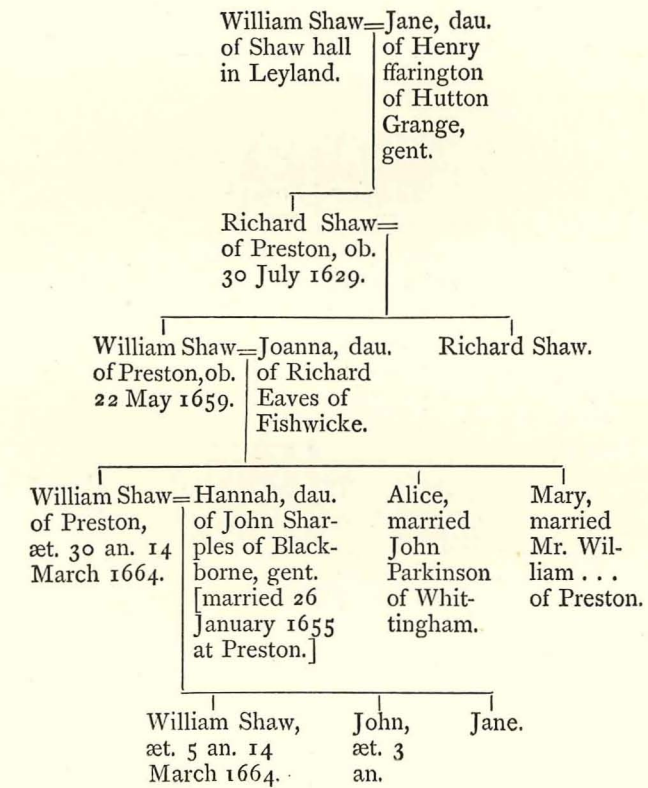 William Shaw=Jane, dau.
of Shaw hall of Henry
in Leyland. ffarington
of Hutton
Grange,
gent.
Richard Shaw=
of Preston, ob.
30 July 1629.
William Shaw=Joanna, dau. Richard Shaw.
of Preston, ob. of Richard
22 May 1659. Eaves of
Fishwicke.
William Shaw=Hannah, dau. Alice, Mary,
of Preston, of John Shar- married married
æt. 30 an. 14 ples of Black- John Mr. Wil-
March 1664. borne, gent. Parkinson liam . . .
[married 26 of Whit- of Preston.
January 1655 tingham.
at Preston.]
William Shaw, John, Jane.
æt. 5 an. 14 æt. 3
March 1664. an.